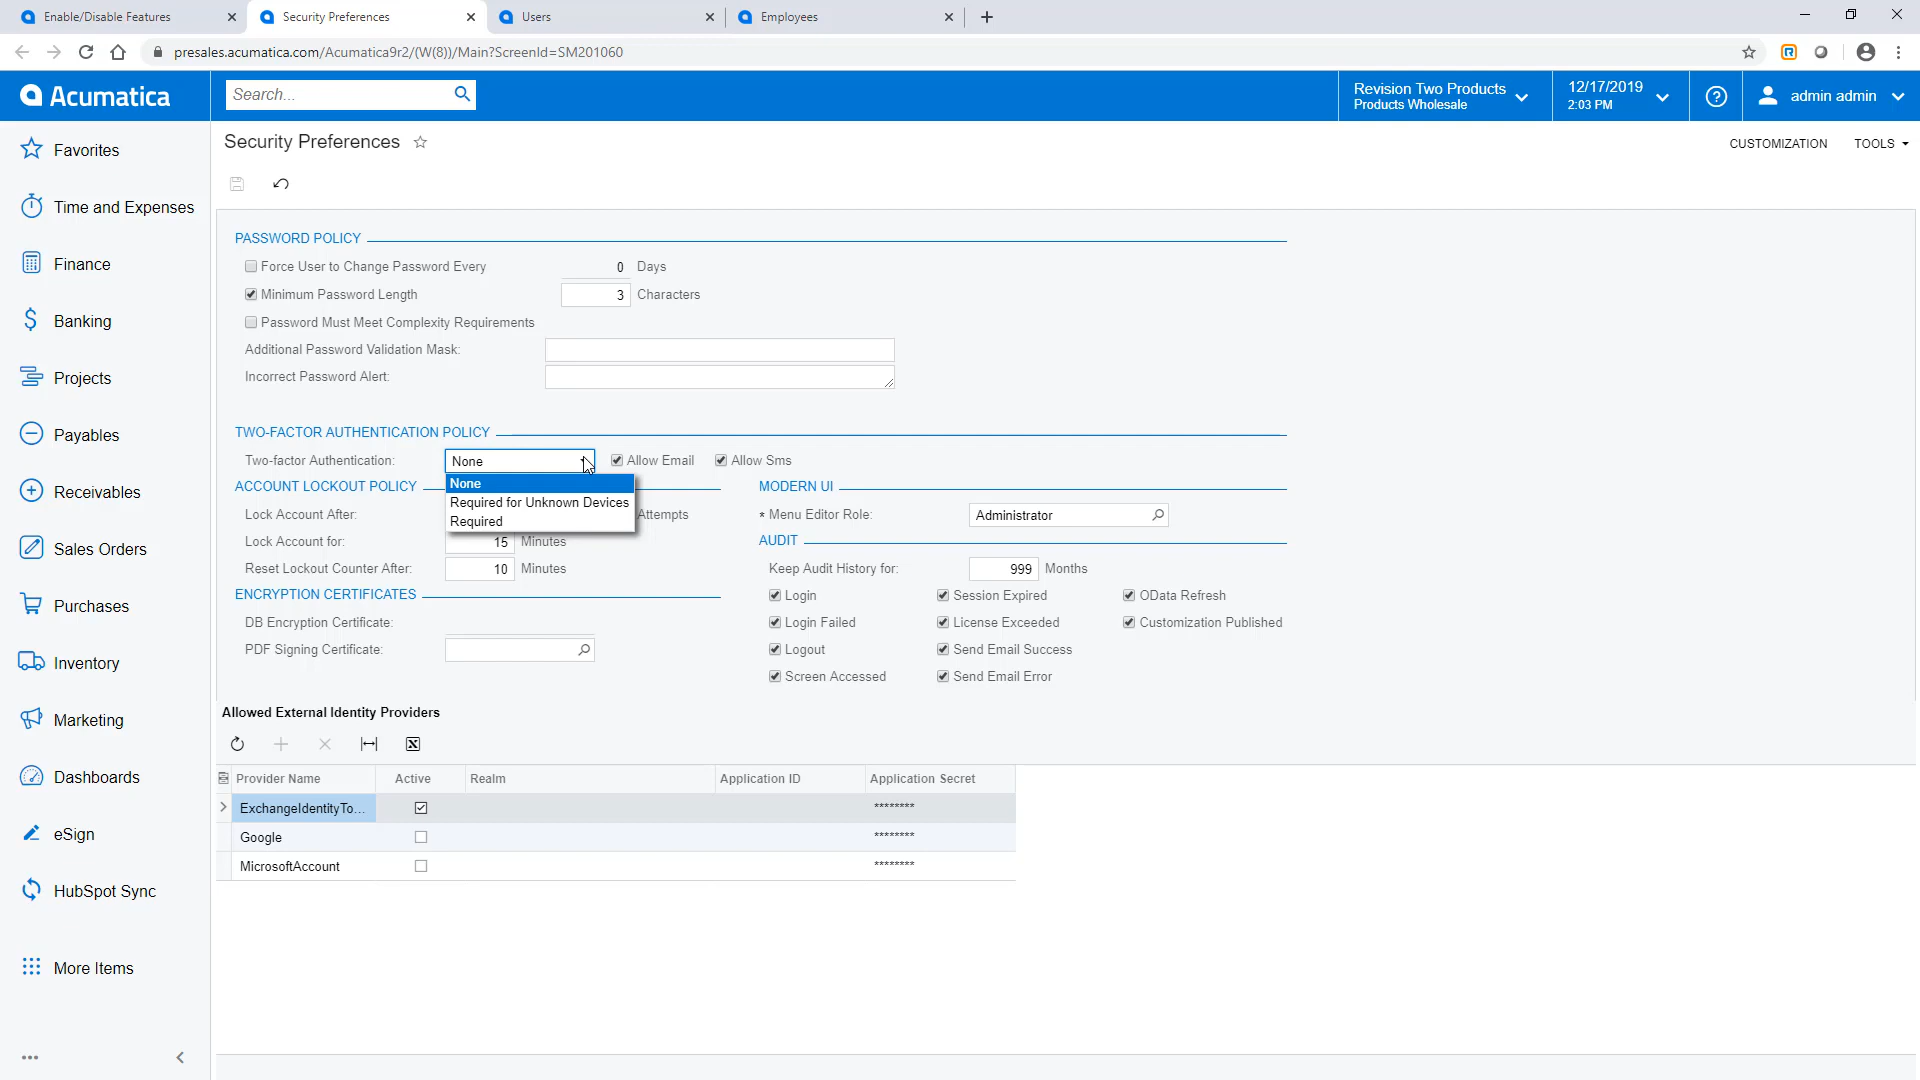 Enable/Disable Features
Security Preferences
Users
Employees
presales.acumatica.com/Acumatica9r2/(W(8))/Main?ScreenId=SM201060
Acumatica
Search...
Revision Two Products
Products Wholesale
12/17/2019
2:03 PM
admin admin
Favorites
Time and Expenses
Finance
Banking
Projects
Payables
Receivables
Sales Orders
Purchases
Inventory
Marketing
Dashboards
eSign
HubSpot Sync
More Items
Security Preferences
CUSTOMIZATION TOOLS
PASSWORD POLICY
Force User to Change Password Every 0 Days
Minimum Password Length 3 Characters
Password Must Meet Complexity Requirements
Additional Password Validation Mask:
Incorrect Password Alert:
TWO-FACTOR AUTHENTICATION POLICY
Two-factor Authentication: None Allow Email Allow Sms
None
Required for Unknown Devices
Required
ACCOUNT LOCKOUT POLICY
Lock Account After: Attempts
Lock Account for: 15 Minutes
Reset Lockout Counter After: 10 Minutes
ENCRYPTION CERTIFICATES
DB Encryption Certificate:
PDF Signing Certificate:
MODERN UI
* Menu Editor Role: Administrator
AUDIT
Keep Audit History for: 999 Months
Login Session Expired OData Refresh
Login Failed License Exceeded Customization Published
Logout Send Email Success
Screen Accessed Send Email Error
Allowed External Identity Providers
Provider Name Active Realm Application ID Application Secret
ExchangeIdentityTo... ********
Google ********
MicrosoftAccount ********